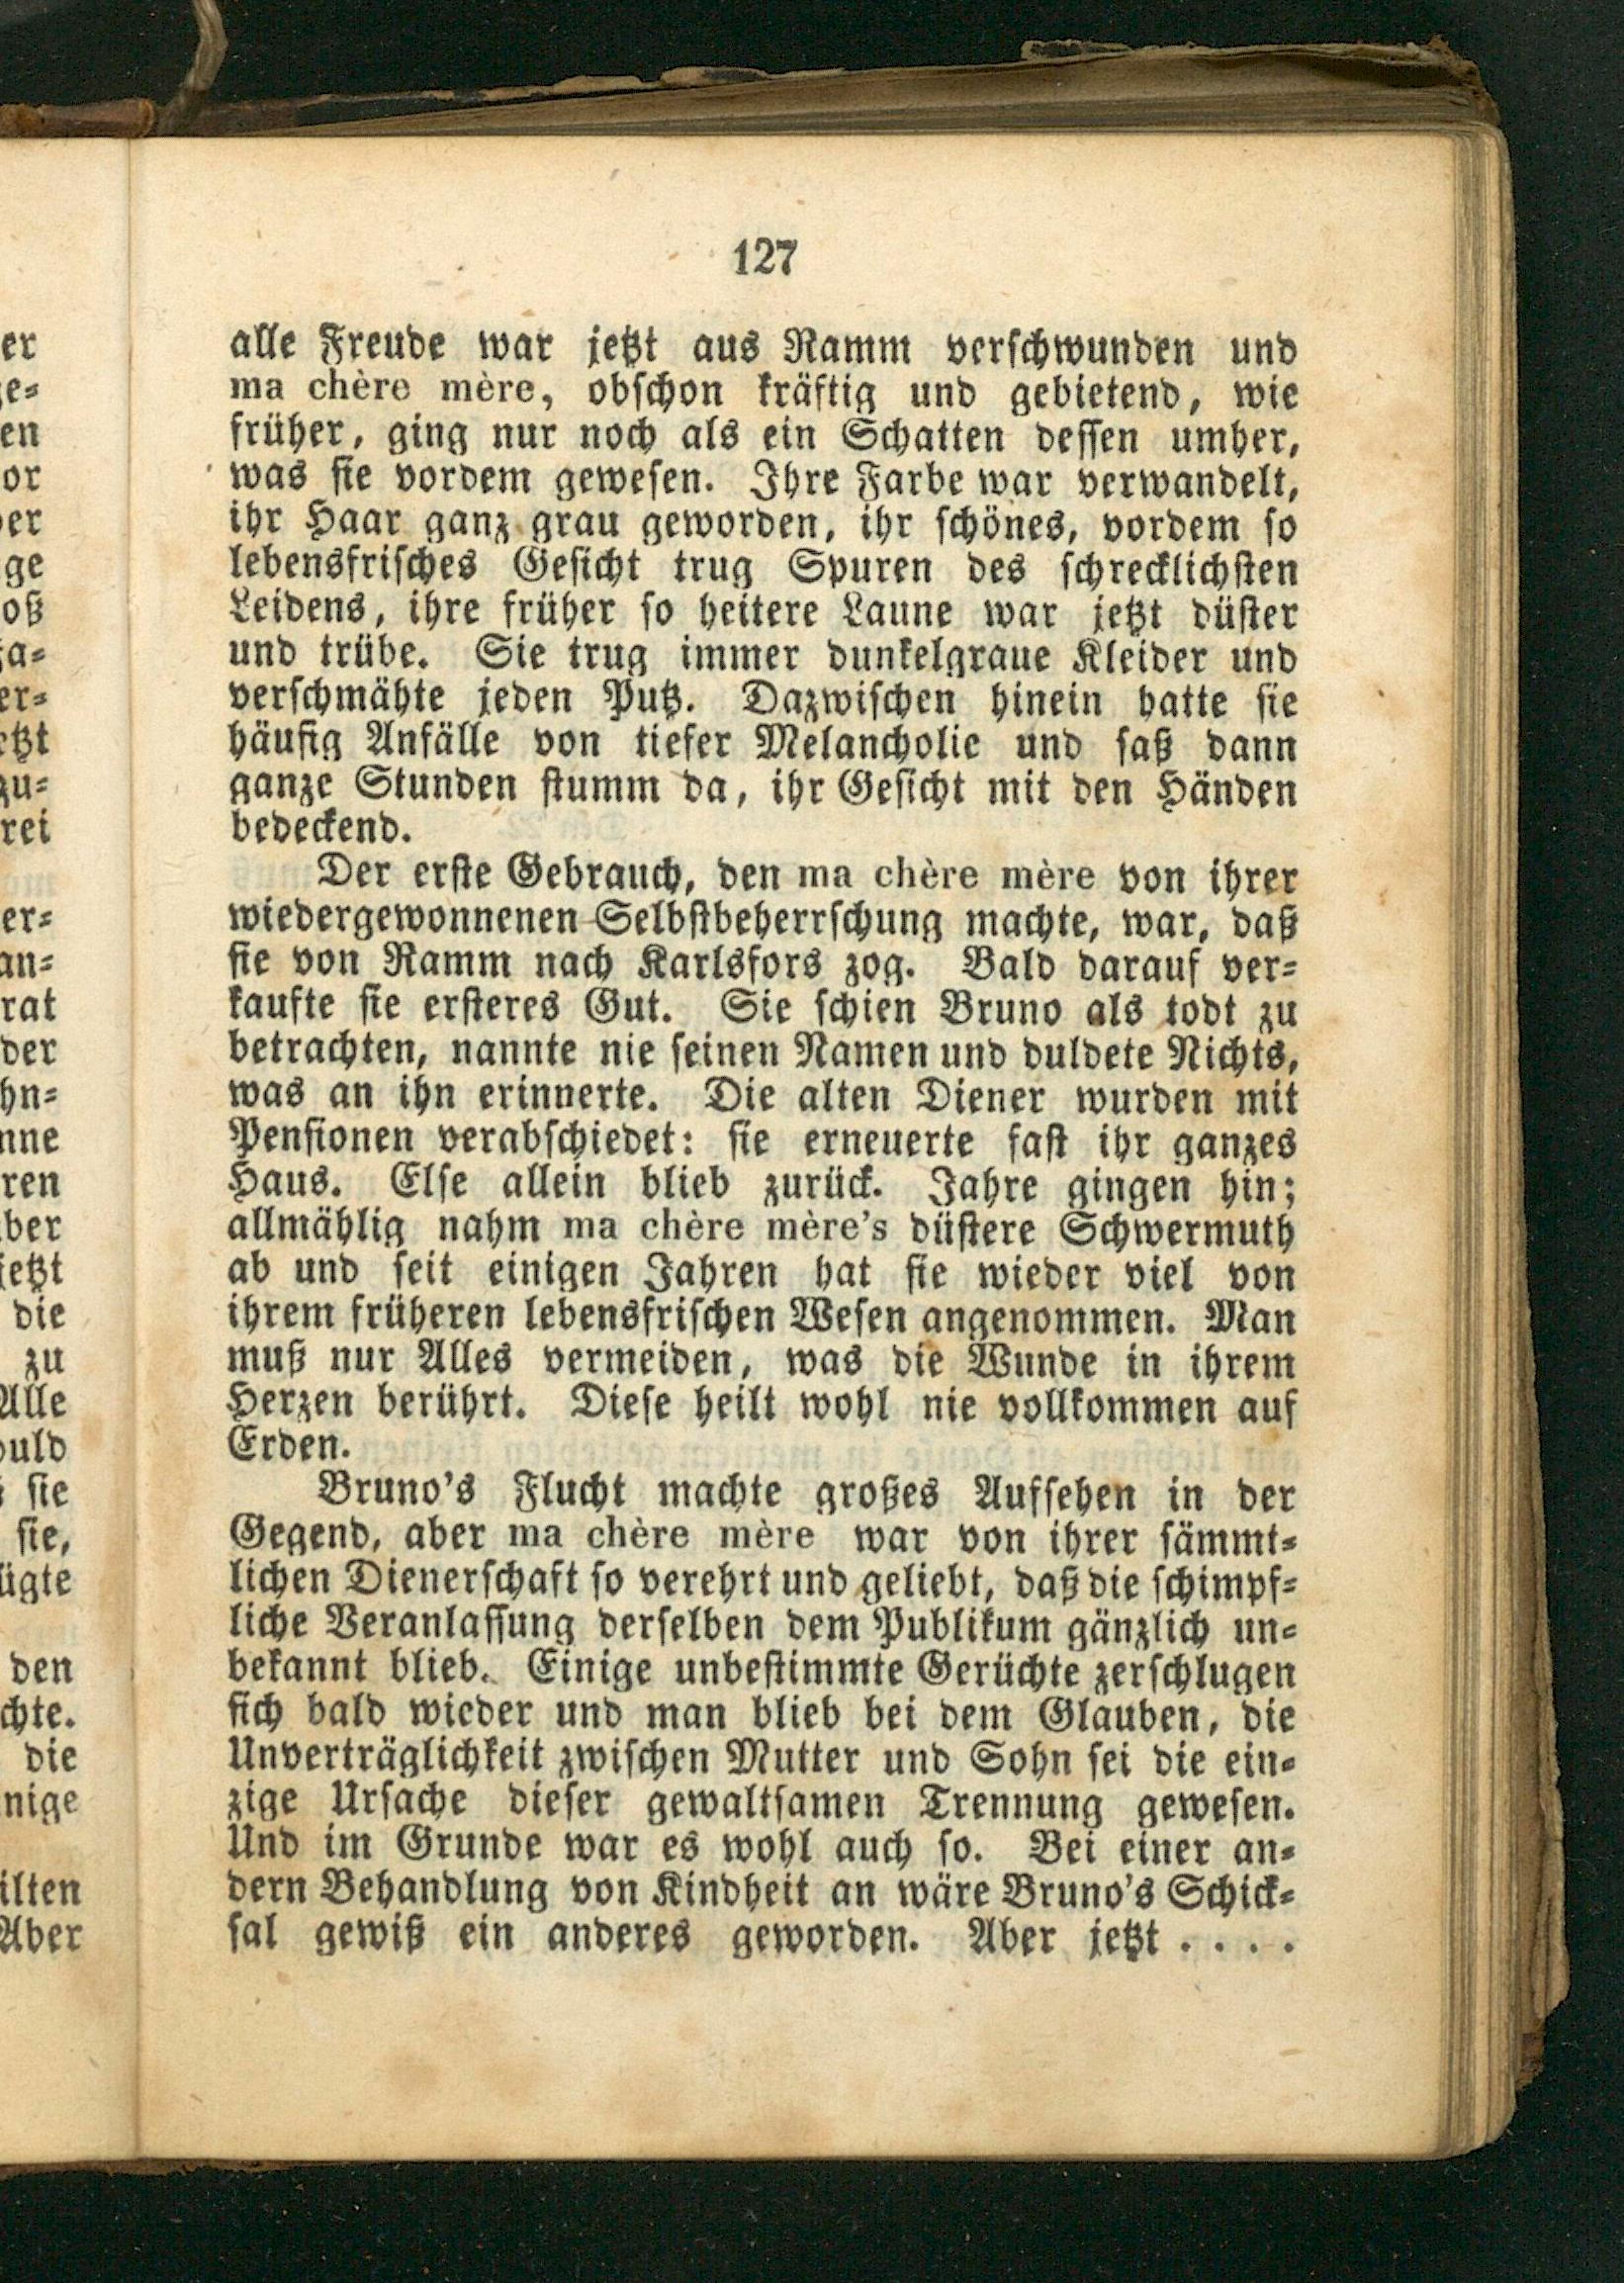 127
alle Freude war jetzt aus Ramm verschwunden und
ma chère mère, obschon kräftig und gebietend, wie
früher, ging nur noch als ein Schatten dessen umher,
was sie vordem gewesen. Ihre Farbe war verwandelt,
ihr Haar ganz grau geworden, ihr schönes, vordem so
lebensfrisches Gesicht trug Spuren des schrecklichsten
Leidens, ihre früher so heitere Laune war jetzt düster
und trübe. Sie trug immer dunkelgraue Kleider und
verschmähte jeden Putz. Dazwischen hinein hatte sie
häufig Anfälle von tiefer Melancholie und saß dann
ganze Stunden stumm da, ihr Gesicht mit den Händen
bedeckend.
Der erste Gebrauch, den ma chère mère von ihrer
wiedergewonnenen Selbstbeherrschung machte, war, daß
sie von Ramm nach Karlsfors zog. Bald darauf ver-
kaufte sie ersteres Gut. Sie schien Bruno als todt zu
betrachten, nannte nie seinen Namen und duldete Nichts,
was an ihn erinnerte. Die alten Diener wurden mit
Pensionen verabschiedet: sie erneuerte fast ihr ganzes
Haus. Else allein blieb zurück. Jahre gingen hin;
allmählig nahm ma chère mère's düstere Schwermuth
ab und seit einigen Jahren hat sie wieder viel von
ihrem früheren lebensfrischen Wesen angenommen. Man
muß nur Alles vermeiden, was die Wunde in ihrem
Herzen berührt. Diese heilt wohl nie vollkommen auf
Erden.
Bruno's Flucht machte großes Aufsehen in der
Gegend, aber ma chère mère war von ihrer sämmt-
lichen Dienerschaft so verehrt und geliebt, daß die schimpf-
liche Veranlassung derselben dem Publikum gänzlich un-
bekannt blieb. Einige unbestimmte Gerüchte zerschlugen
sich bald wieder und man blieb bei dem Glauben, die
Unverträglichkeit zwischen Mutter und Sohn sei die ein-
zige Ursache dieser gewaltsamen Trennung gewesen.
Und im Grunde war es wohl auch so. Bei einer an-
dern Behandlung von Kindheit an wäre Bruno's Schick-
sal gewiß ein anderes geworden. Aber jetzt . . . .